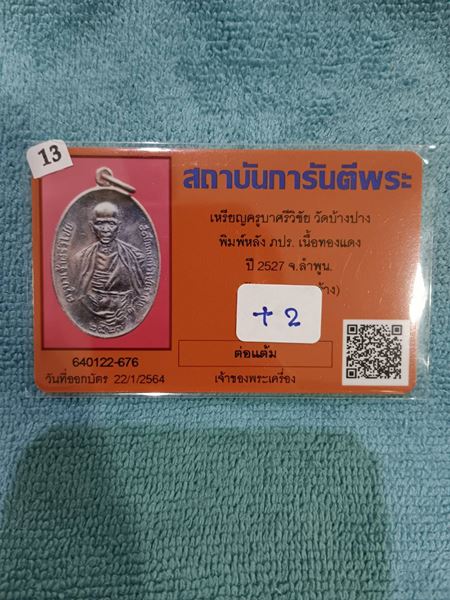 13
สถาบันการันตีพระ
เหรียญครูบาศรีวิชัย วัดบ้างปาง
พิมพ์หลัง ภปร. เนื้อทองแดง
ปี 2527 จ.ลำพูน.
ง้าง)
+2
ต่อแต้ม
เจ้าของพระเครื่อง
640122-676
วันที่ออกบัตร 22/1/2564